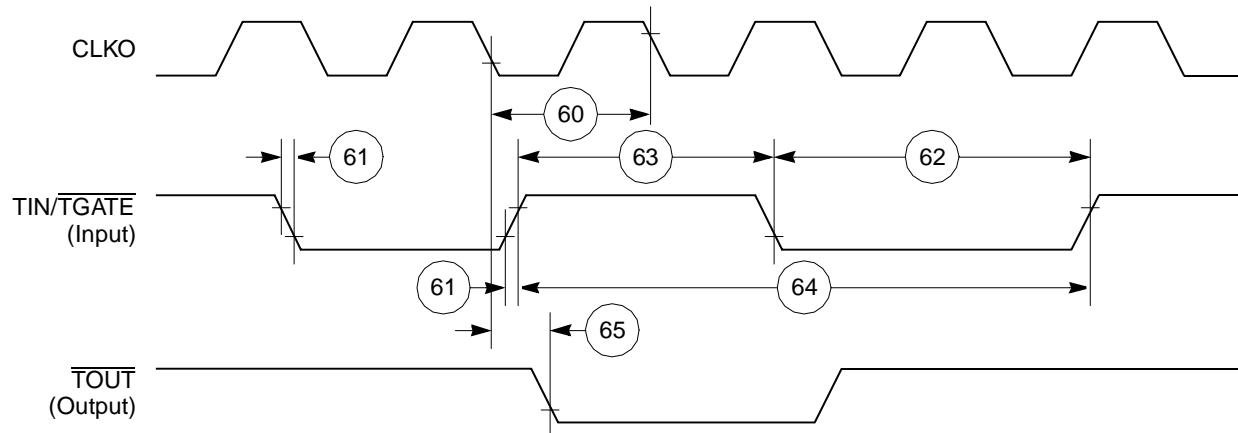 CLKO
60
61
63
62
TIN/TGATE
(Input)
61
64
65
TOUT
(Output)